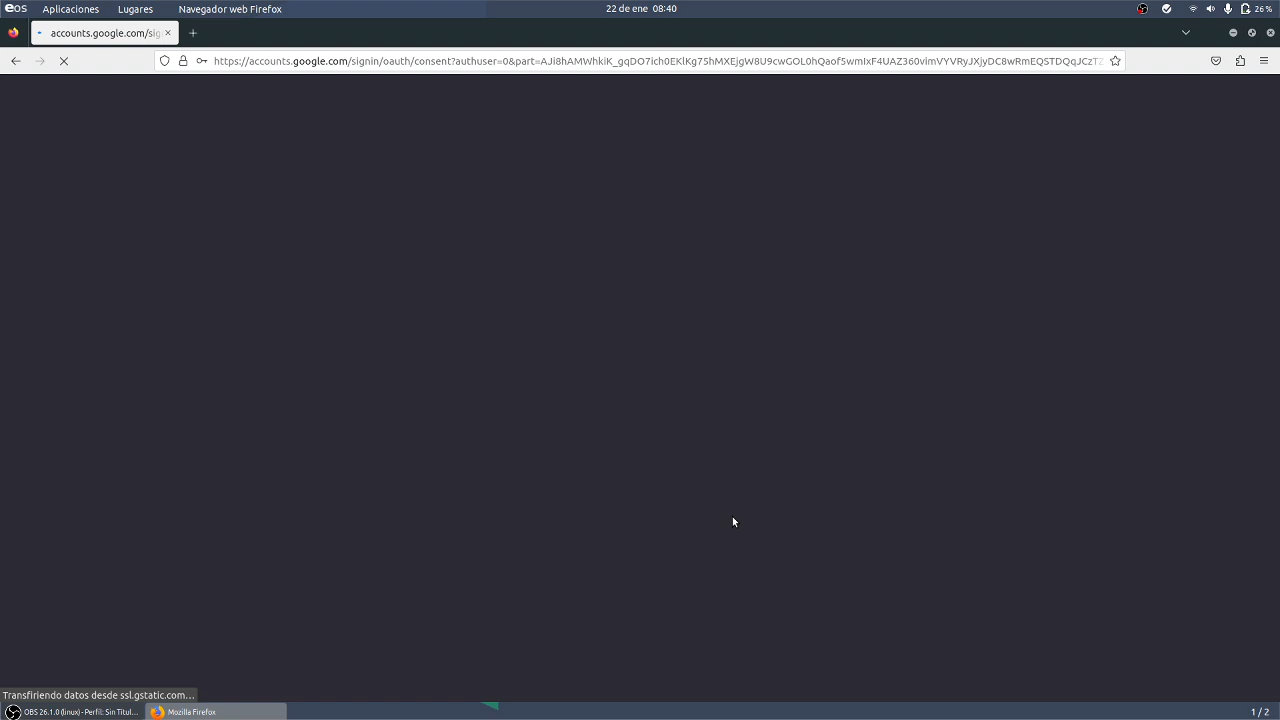 eos Aplicaciones Lugares Navegador web Firefox 22 de ene 08:40 26 %
accounts.google.com/sig
https://accounts.google.com/signin/oauth/consent?authuser=0&part=
Transfiriendo datos desde ssl.gstatic.com…
OBS 26.1.0 (linux) - Perfil: Sin Titul… Mozilla Firefox 1 / 2